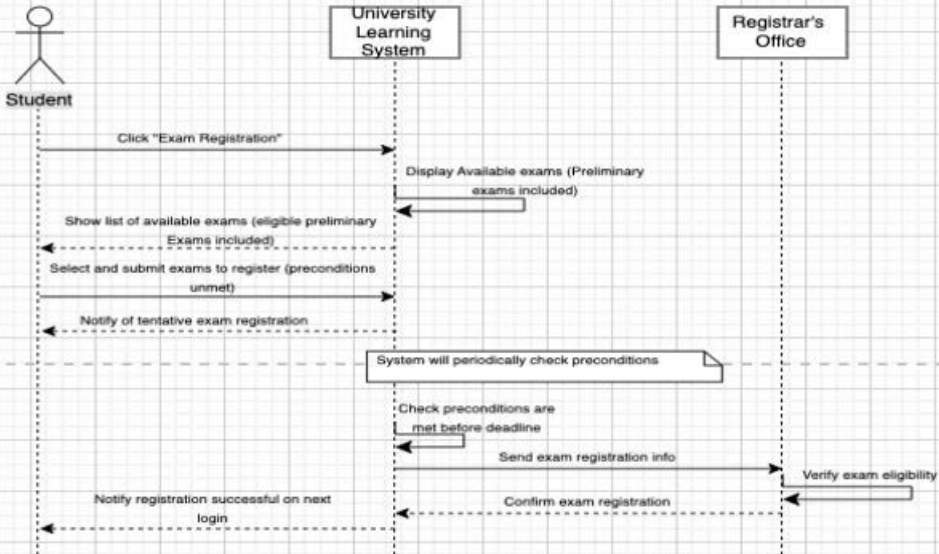 University
Learning
System
Registrar's
Office
Student
Click "Exam Registration"
Display Available exams (Preliminary
exams included)
Show list of available exams (eligible preliminary
Exams included)
Select and submit exams to register (preconditions
unmet)
Notify of tentative exam registration
System will periodically check preconditions
Check preconditions are
met before deadline
Send exam registration info
Verify exam eligibility
Confirm exam registration
Notify registration successful on next
login